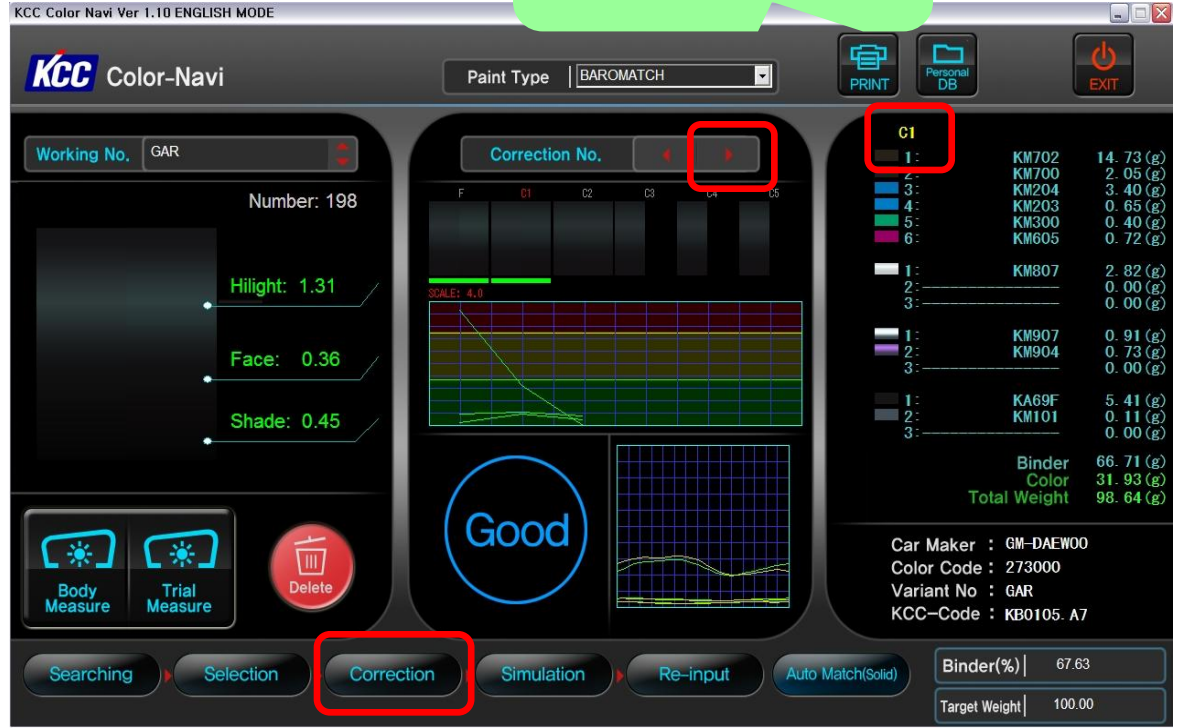 KCC Color Navi Ver 1.10 ENGLISH MODE
KCC Color-Navi
Paint Type BAROMATCH
PRINT
Personal
DB
EXIT
Working No. GAR
Number: 198
Hilight: 1.31
Face: 0.36
Shade: 0.45
Body
Measure
Trial
Measure
Delete
Correction No.
F C1 C2 C3 C4 C5
SCALE: 4.0
Good
C1
1: KM702 14.73(g)
2: KM700 2.05(g)
3: KM204 3.40(g)
4: KM203 0.65(g)
5: KM300 0.40(g)
6: KM605 0.72(g)
1: KM807 2.82(g)
2: 0.00(g)
3: 0.00(g)
1: KM907 0.91(g)
2: KM904 0.73(g)
3: 0.00(g)
1: KA69F 5.41(g)
2: KM101 0.11(g)
3: 0.00(g)
Binder 66.71(g)
Color 31.93(g)
Total Weight 98.64(g)
Car Maker : GM-DAEWOO
Color Code : 273000
Variant No : GAR
KCC-Code : KB0105.A7
Searching Selection Correction Simulation Re-input Auto Match(Solid)
Binder(%) 67.63
Target Weight 100.00